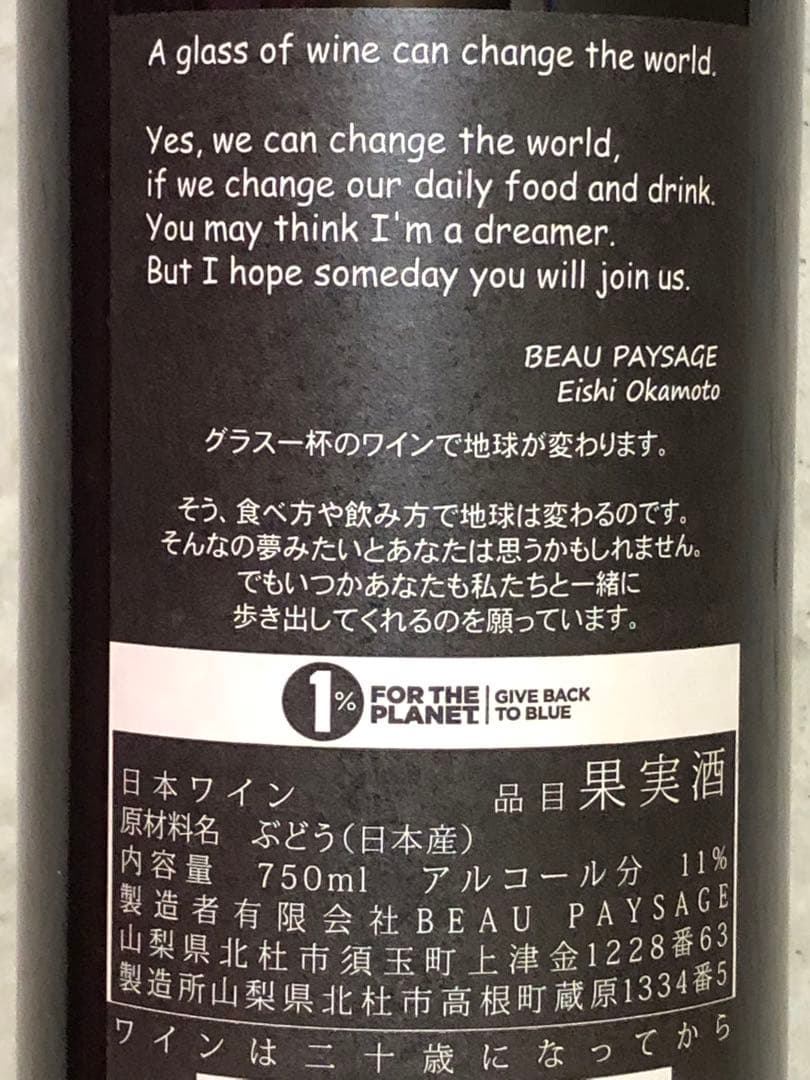 A glass of wine can change the world.
Yes, we can change the world,
if we change our daily food and drink.
You may think I'm a dreamer.
But I hope someday you will join us.
BEAU PAYSAGE
Eishi Okamoto
グラス一杯のワインで地球が変わります。
そう、食べ方や飲み方で地球は変わるのです。
そんなの夢みたいとあなたは思うかもしれません。
でもいつかあなたも私たちと一緒に
歩き出してくれるのを願っています。
1% FOR THE PLANET. GIVE BACK TO BLUE
日本ワイン 品目 果実酒
原材料名 ぶどう(日本産)
内容量 750ml アルコール分 11%
製造者有限会社BEAU PAYSAGE
山梨県北杜市須玉町上津金1228番63
製造所山梨県北杜市高根町蔵原1334番5
ワインは二十歳になってから